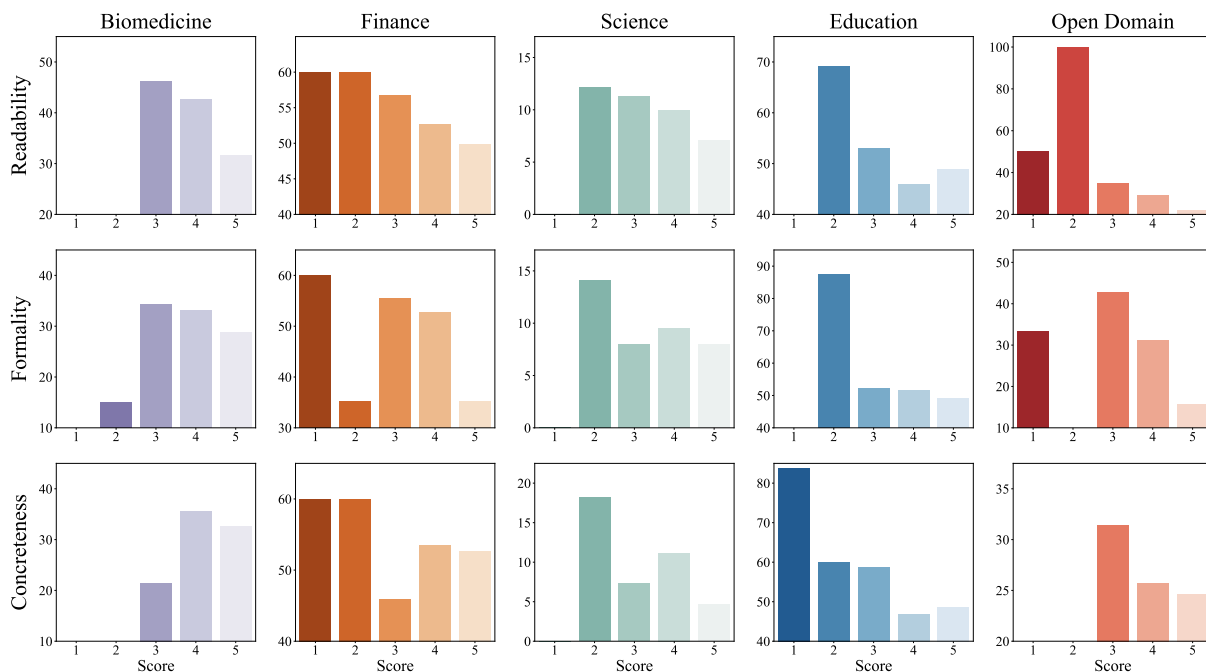 Biomedicine Finance Science Education Open Domain
Readability
50 40 30 20
1 2 3 4 5
60 55 50 45 40
1 2 3 4 5
15 10 5 0
1 2 3 4 5
70 60 50 40
1 2 3 4 5
100 80 60 40 20
1 2 3 4 5
Formality
40 30 20 10
1 2 3 4 5
60 50 40 30
1 2 3 4 5
15 10 5 0
1 2 3 4 5
90 80 70 60 50 40
1 2 3 4 5
50 40 30 20 10
1 2 3 4 5
Concreteness
40 30 20 10
1 2 3 4 5
Score
60 50 40
1 2 3 4 5
Score
20 15 10 5 0
1 2 3 4 5
Score
80 70 60 50 40
1 2 3 4 5
Score
35 30 25 20
1 2 3 4 5
Score